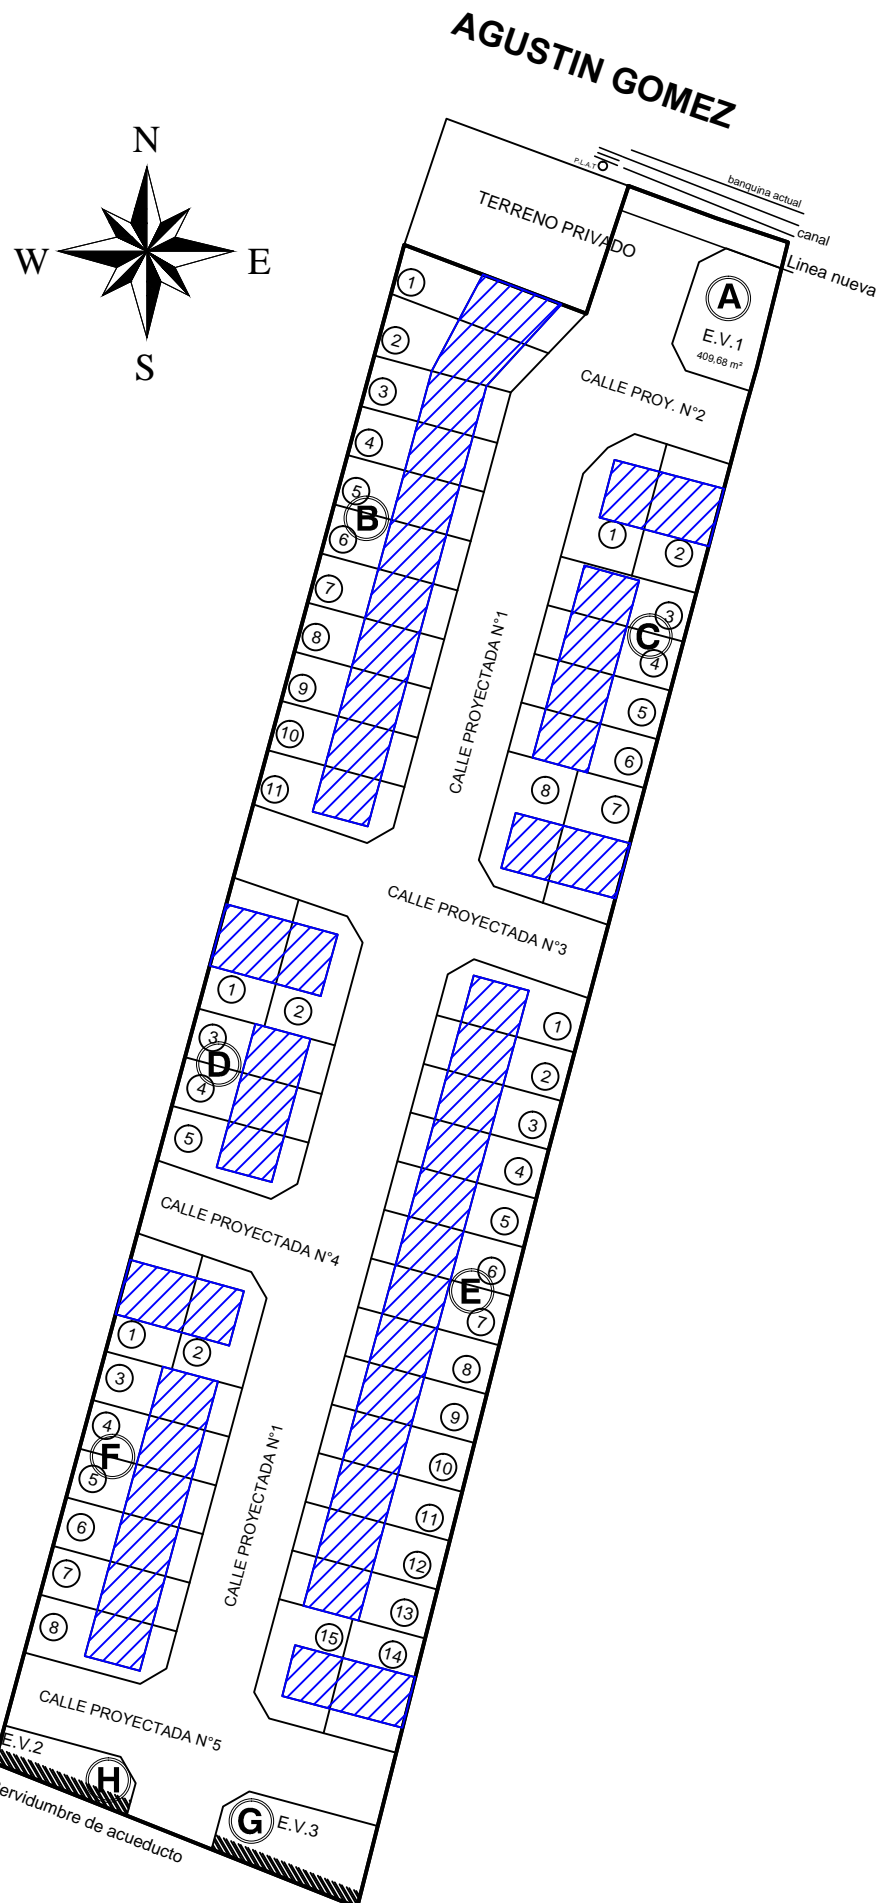 AGUSTIN GOMEZ
N
W
E
S
P.L.A.T
banquina actual
canal
Linea nueva
TERRENO PRIVADO
A
E.V.1
409,68 m²
CALLE PROY. N°2
1
2
3
4
5
B
6
7
8
9
10
11
CALLE PROYECTADA N°1
1
2
3
C
4
5
6
7
8
CALLE PROYECTADA N°3
1
2
3
D
4
5
CALLE PROYECTADA N°4
1
2
3
4
5
6
E
7
8
9
10
11
12
13
14
15
1
2
3
4
F
5
6
7
8
CALLE PROYECTADA N°1
CALLE PROYECTADA N°5
E.V.2
H
G
E.V.3
ervidumbre de acueducto